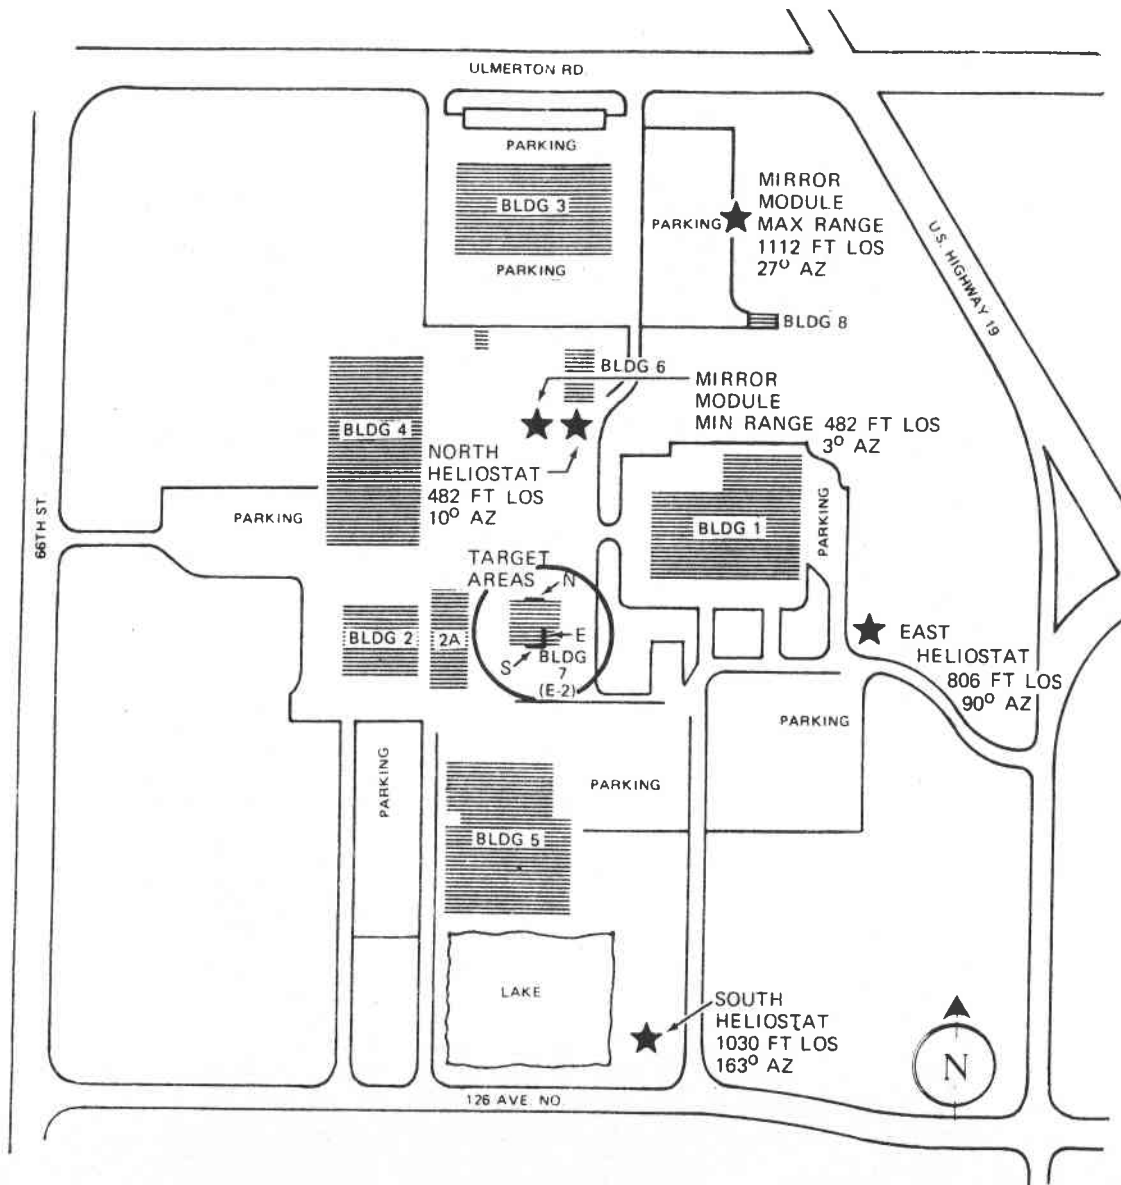 ULMERTON RD
PARKING
BLDG 3
PARKING
PARKING
MIRROR
MODULE
MAX RANGE
1112 FT LOS
27° AZ
U.S. HIGHWAY 19
BLDG 8
BLDG 6
MIRROR
MODULE
MIN RANGE 482 FT LOS
3° AZ
BLDG 4
NORTH
HELIOSTAT
482 FT LOS
10° AZ
66TH ST
PARKING
BLDG 1
PARKING
TARGET
AREAS
N
E
S
BLDG
7
(E-2)
BLDG 2
2A
EAST
HELIOSTAT
806 FT LOS
90° AZ
PARKING
PARKING
PARKING
BLDG 5
LAKE
SOUTH
HELIOSTAT
1030 FT LOS
163° AZ
N
126 AVE. NO.